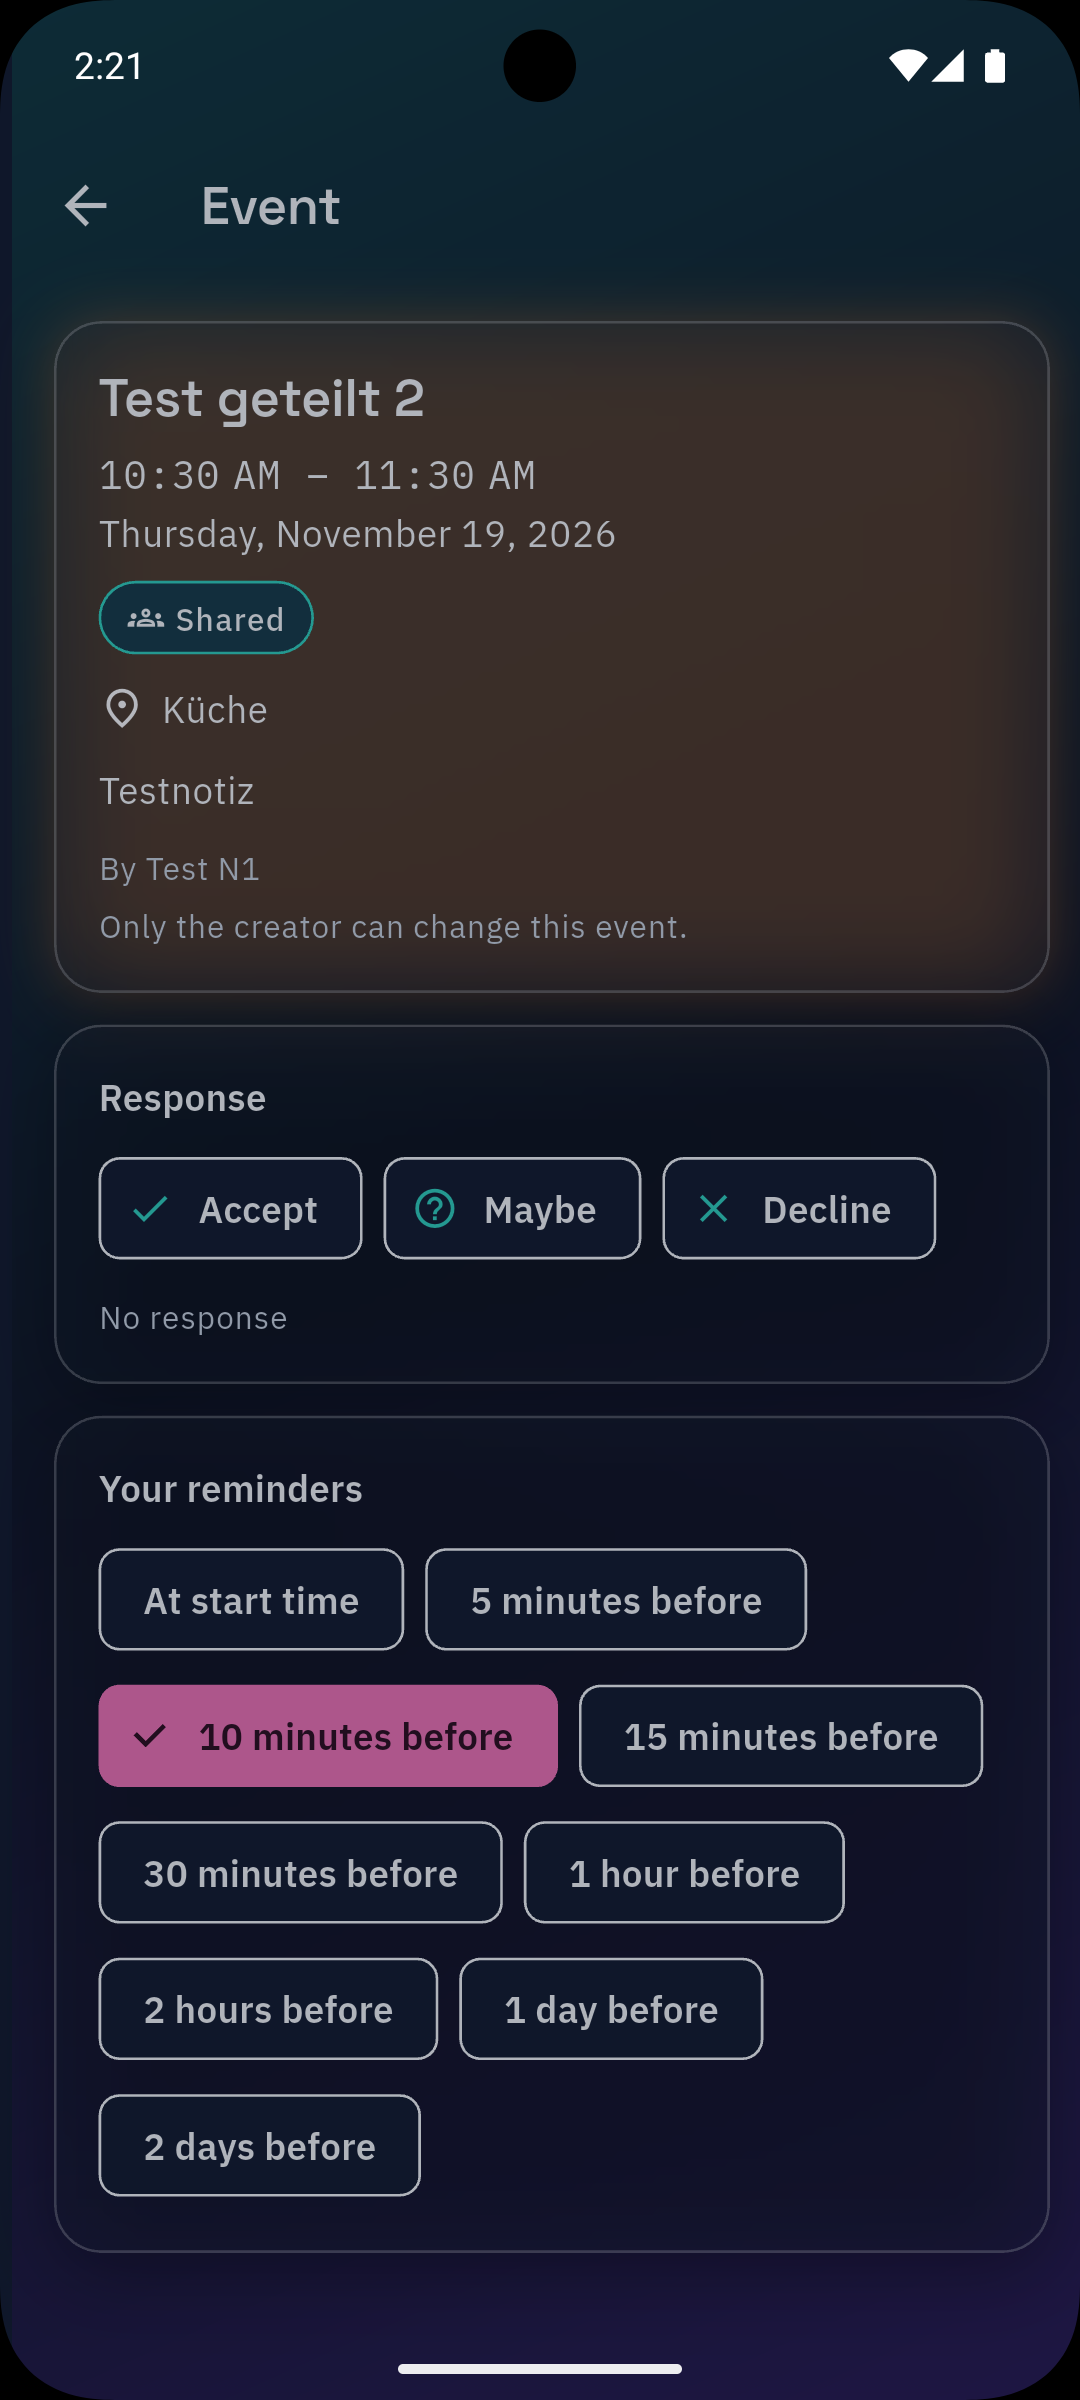 2:21
Event
Test geteilt 2
10:30 AM – 11:30 AM
Thursday, November 19, 2026
Shared
Küche
Testnotiz
By Test N1
Only the creator can change this event.
Response
Accept Maybe Decline
No response
Your reminders
At start time 5 minutes before
10 minutes before 15 minutes before
30 minutes before 1 hour before
2 hours before 1 day before
2 days before